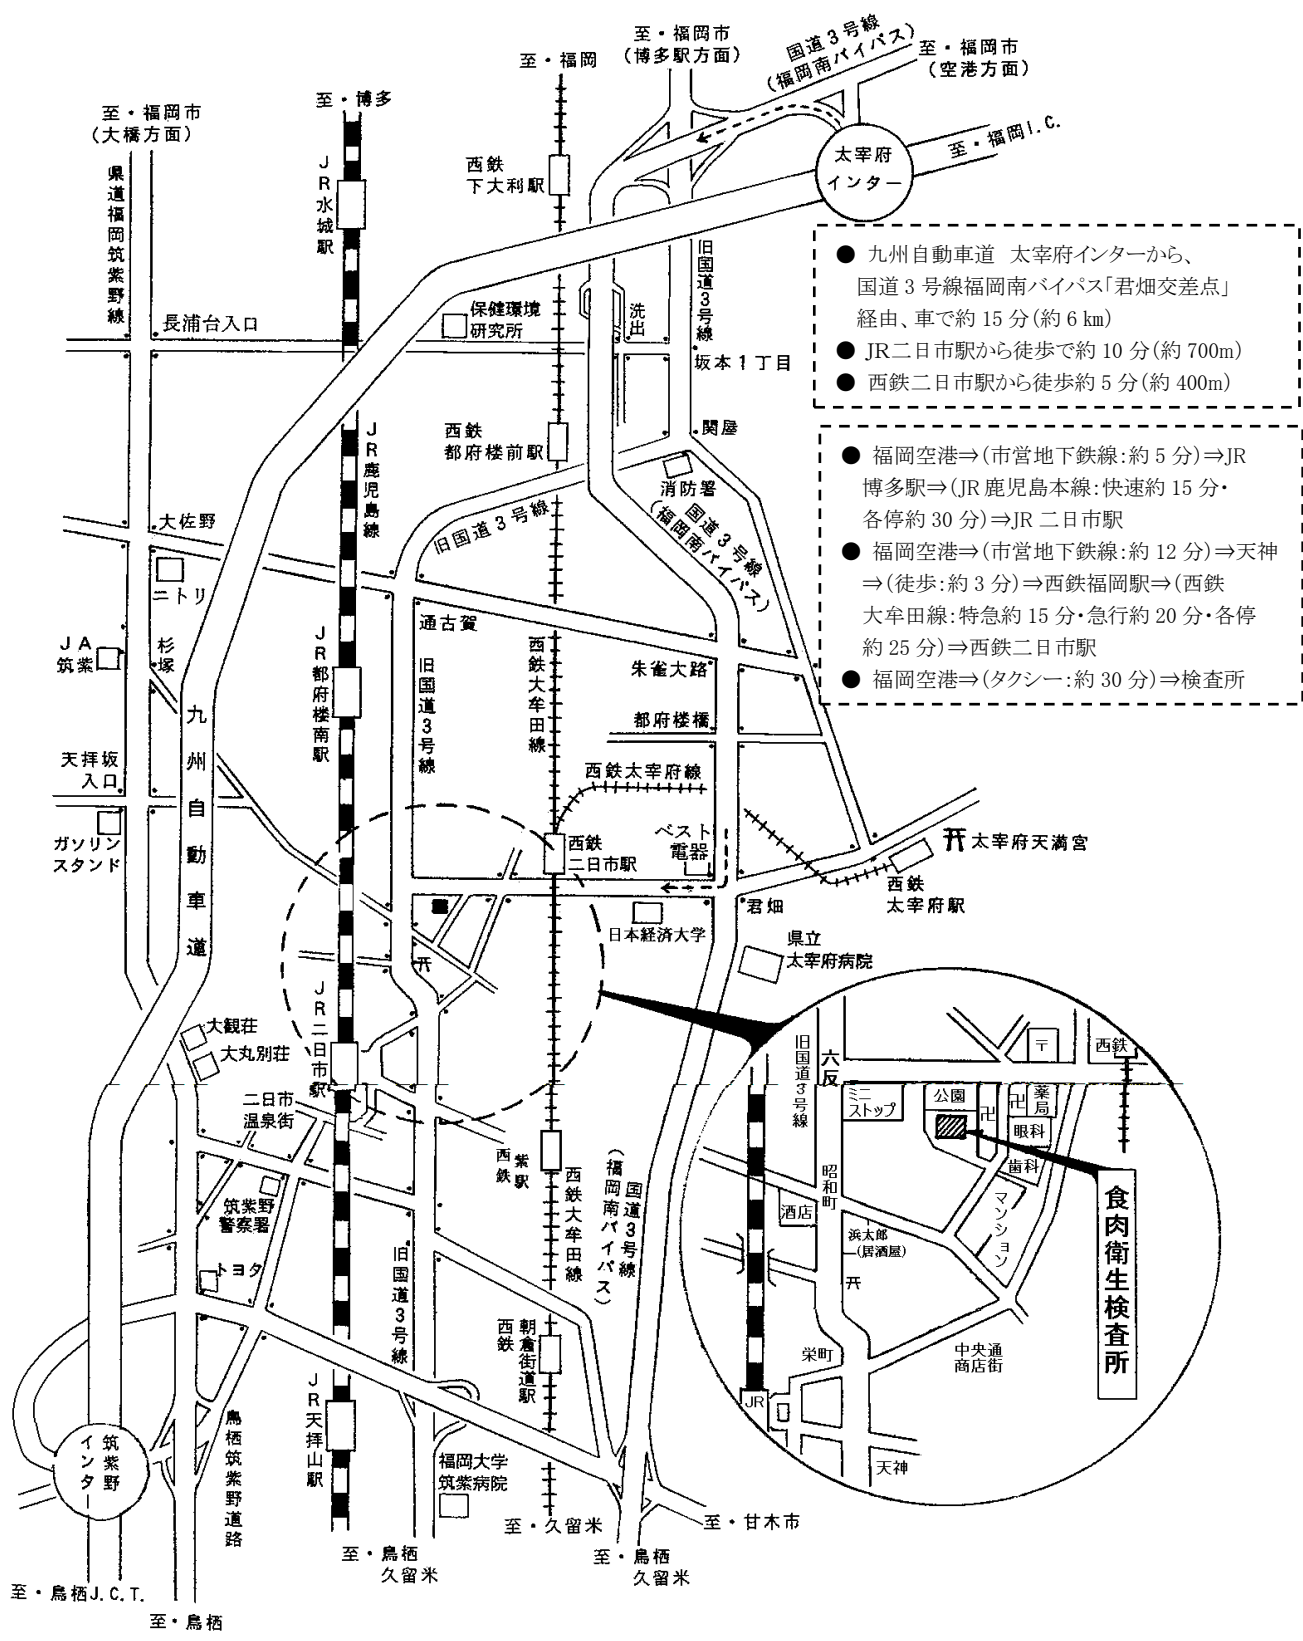 至・福岡市
(大橋方面)
至・博多
至・福岡
至・福岡市
(博多駅方面)
国道3号線
(福岡南バイパス)
至・福岡市
(空港方面)
至・福岡I.C.
太宰府
インター
県道福岡筑紫野線
JR水城駅
西鉄
下大利駅
旧国道3号線
● 九州自動車道 太宰府インターから、
国道3号線福岡南バイパス「君畑交差点」
経由、車で約15分(約6㎞)
● JR二日市駅から徒歩で約10分(約700m)
● 西鉄二日市駅から徒歩約5分(約400m)
長浦台入口
保健環境
研究所
洗出
坂本1丁目
関屋
西鉄
都府楼前駅
JR鹿児島線
消防署
旧国道3号線
国道3号線
(福岡南バイパス)
● 福岡空港⇒(市営地下鉄線:約5分)⇒JR
博多駅⇒(JR鹿児島本線:快速約15分・
各停約30分)⇒JR二日市駅
● 福岡空港⇒(市営地下鉄線:約12分)⇒天神
⇒(徒歩:約3分)⇒西鉄福岡駅⇒(西鉄
大牟田線:特急約15分・急行約20分・各停
約25分)⇒西鉄二日市駅
● 福岡空港⇒(タクシー:約30分)⇒検査所
大佐野
ニトリ
JA
筑紫
杉塚
通古賀
JR都府楼南駅
旧国道3号線
西鉄大牟田線
朱雀大路
都府楼橋
九州自動車道
天拝坂
入口
ガソリン
スタンド
西鉄太宰府線
西鉄
二日市駅
ベスト
電器
太宰府天満宮
西鉄
太宰府駅
君畑
日本経済大学
県立
太宰府病院
JR二日市駅
大観荘
大丸別荘
二日市
温泉街
筑紫野
警察署
トヨタ
西鉄
紫駅
西鉄大牟田線
国道3号線
(福岡南バイパス)
旧国道3号線
西鉄
朝倉街道駅
JR天拝山駅
鳥栖筑紫野道路
筑紫野
インター
福岡大学
筑紫病院
至・久留米
至・甘木市
至・鳥栖
久留米
至・鳥栖
久留米
至・鳥栖J.C.T.
至・鳥栖
旧国道3号線
六反
〒
西鉄
ミニ
ストップ
公園
卍
卍
薬局
眼科
歯科
マンション
昭和町
酒店
浜太郎
(居酒屋)
食肉衛生検査所
栄町
中央通
商店街
JR
天神